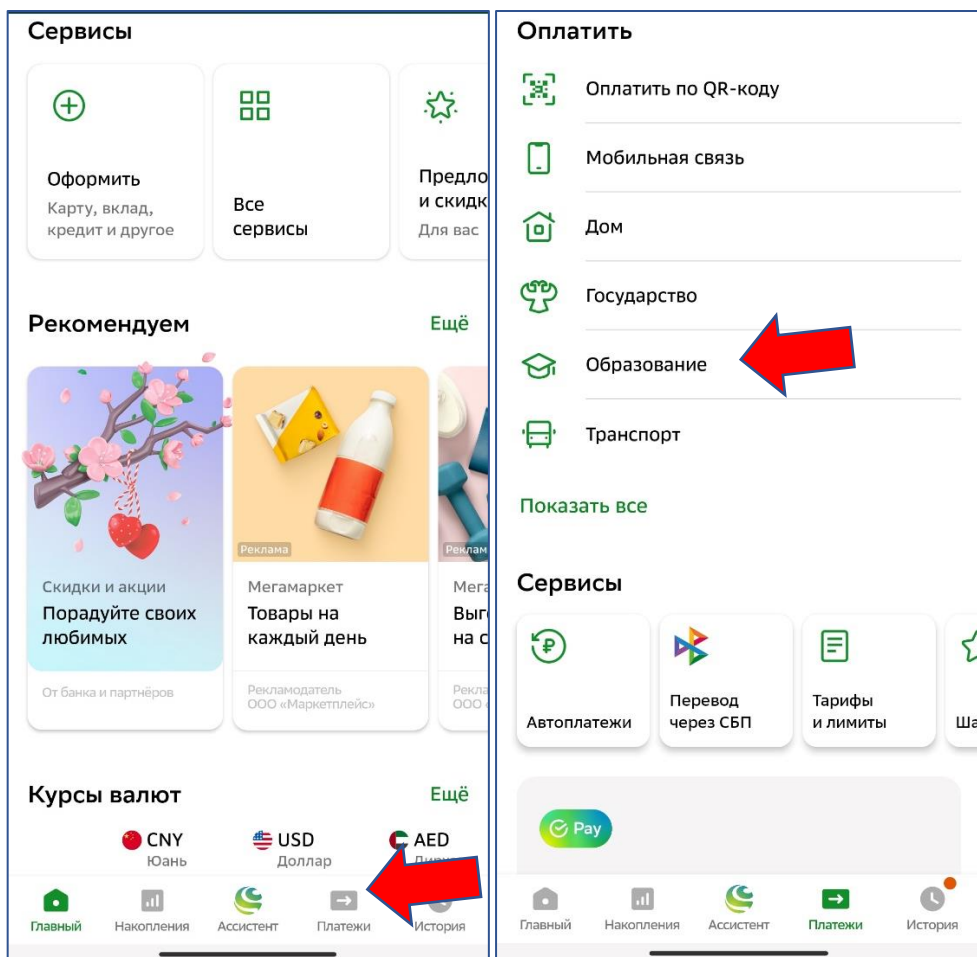 Сервисы
Оформить
Карту, вклад,
кредит и другое
Все
сервисы
Предло
и скидк
Для вас
Рекомендуем
Ещё
Реклама
Скидки и акции
Порадуйте своих
любимых
От банка и партнёров
Мегамаркет
Товары на
каждый день
Рекламодатель
ООО «Маркетплейс»
Реклам
Мега
Выго
на с
Рекла
ООО
Курсы валют
Ещё
CNY
Юань
USD
Доллар
AED
Главный
Накопления
Ассистент
Платежи
История
Оплатить
Оплатить по QR-коду
Мобильная связь
Дом
Государство
Образование
Транспорт
Показать все
Сервисы
Автоплатежи
Перевод
через СБП
Тарифы
и лимиты
Ша
Pay
Главный
Накопления
Ассистент
Платежи
История